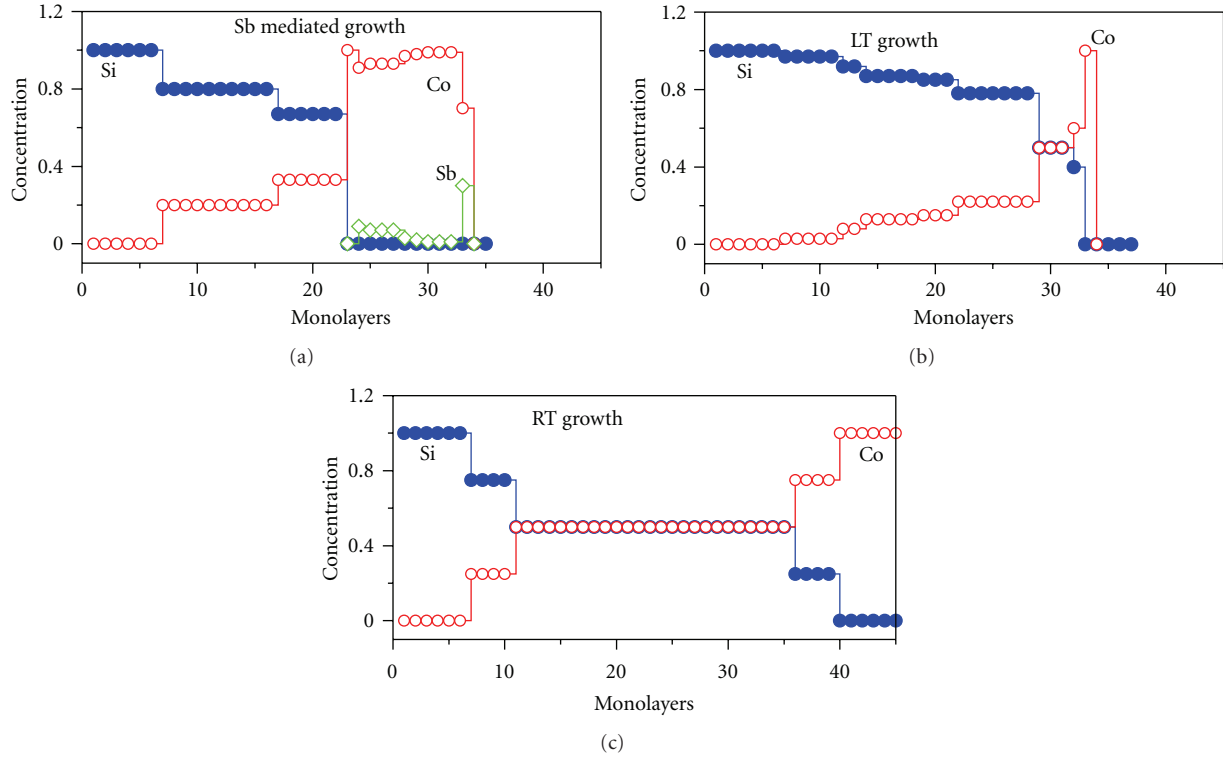 Sb mediated growth
1.2
0.8
0.4
0
Concentration
Si
Co
Sb
0 10 20 30 40
Monolayers
(a)
LT growth
1.2
0.8
0.4
0
Concentration
Si
Co
0 10 20 30 40
Monolayers
(b)
RT growth
1.2
0.8
0.4
0
Concentration
Si
Co
0 10 20 30 40
Monolayers
(c)